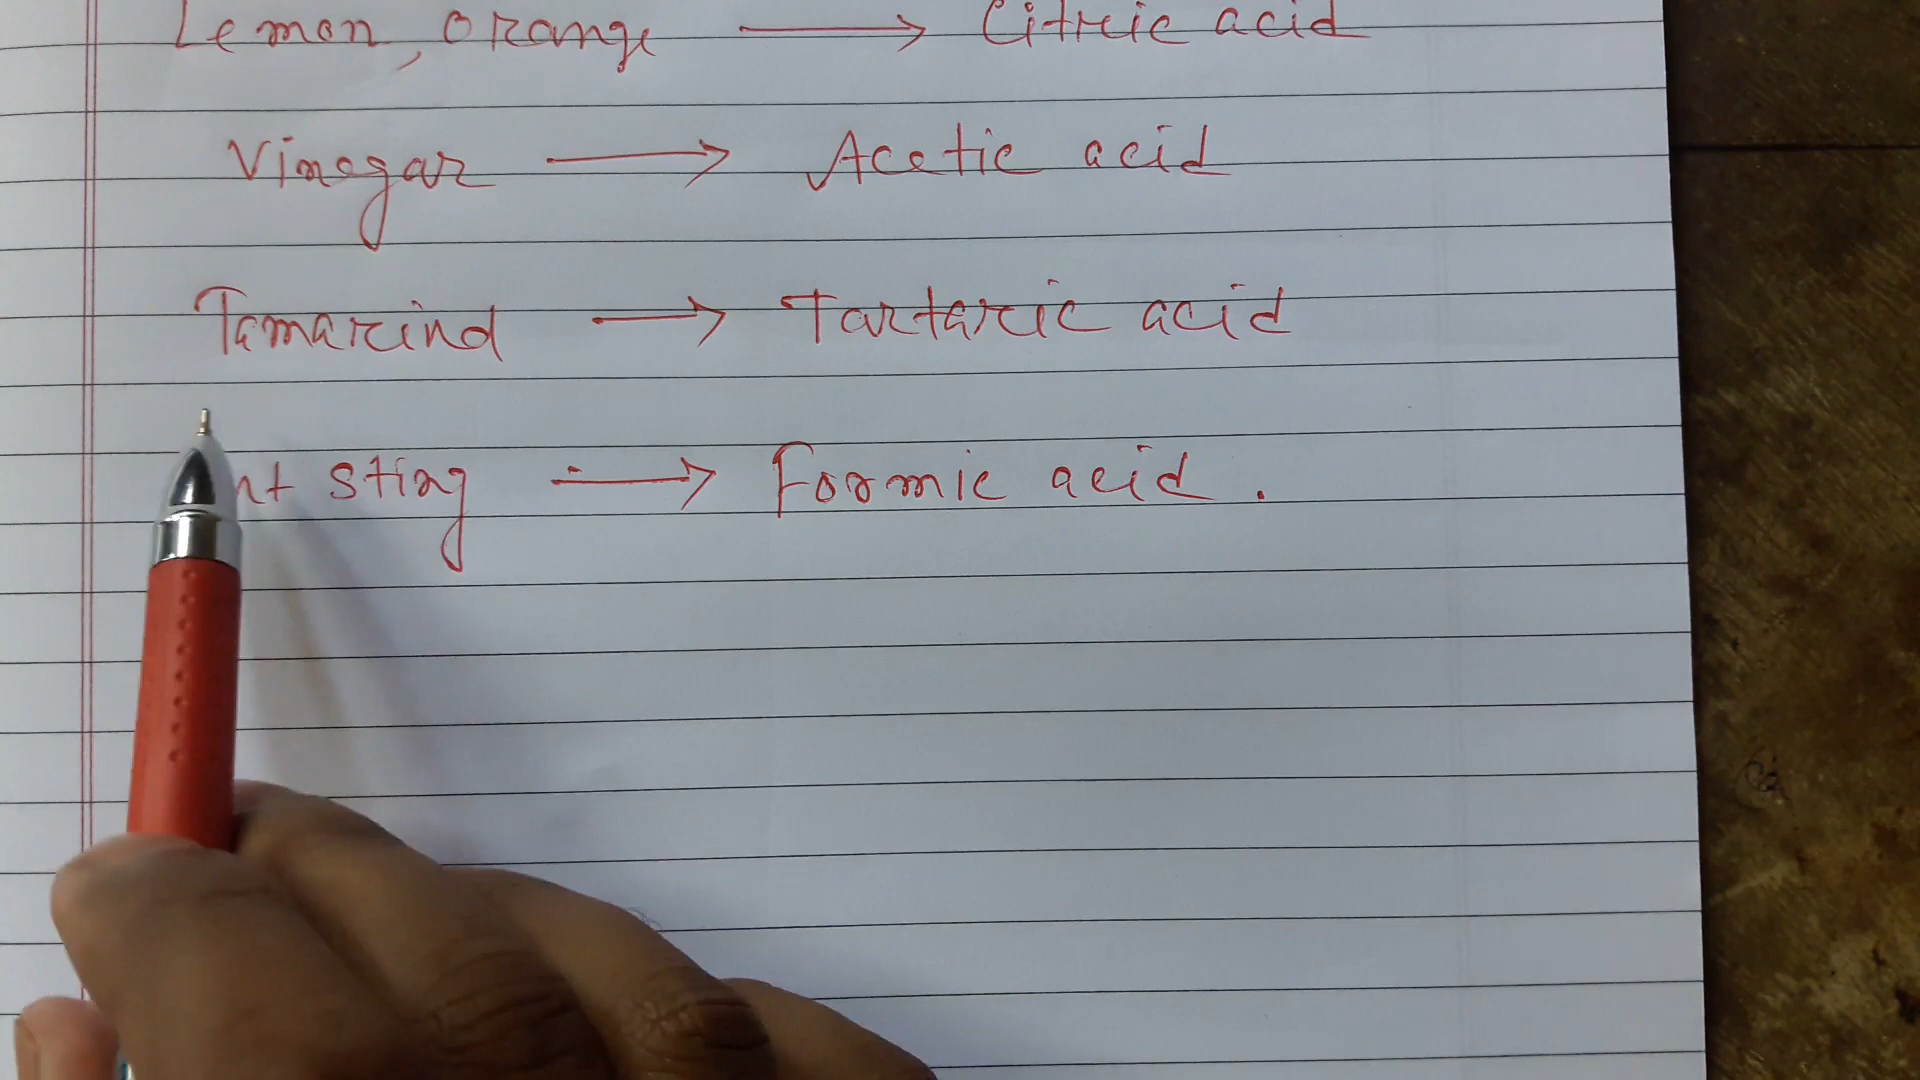 Lemon, orange → Citric acid
Vinegar → Acetic acid
Tamarind → Tartaric acid
nt sting → Formic acid.